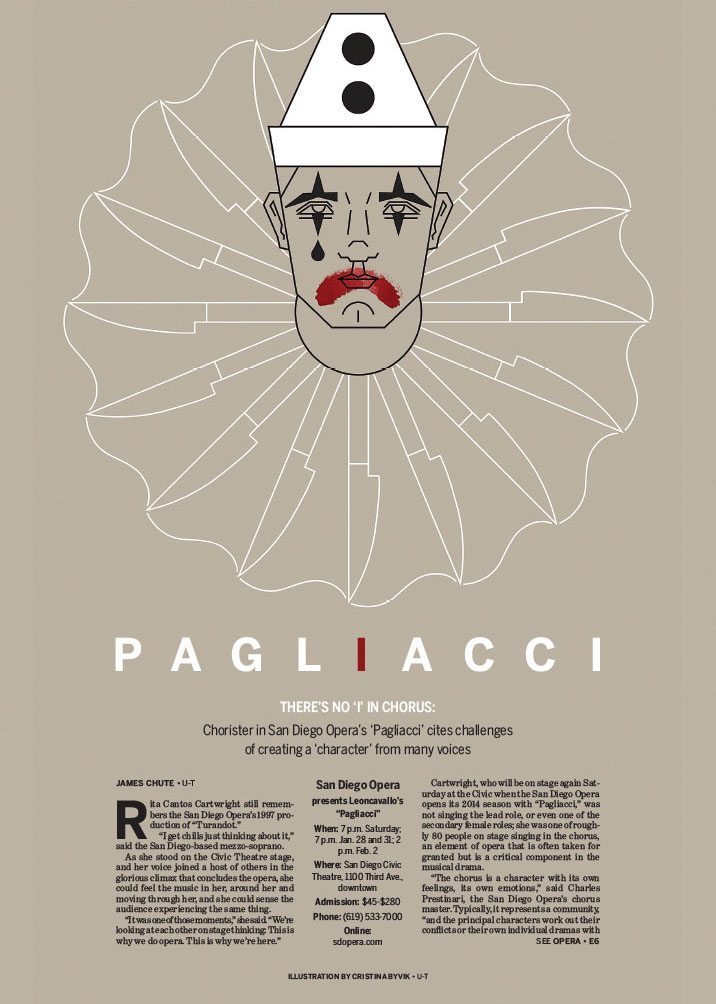 PAGLIACCI
THERE'S NO 'I' IN CHORUS:
Chorister in San Diego Opera's 'Pagliacci' cites challenges
of creating a 'character' from many voices
JAMES CHUTE • U-T
Rita Cantos Cartwright still remem-
bers the San Diego Opera's 1997 pro-
duction of "Turandot."
"I get chills just thinking about it,"
said the San Diego-based mezzo-soprano.
As she stood on the Civic Theatre stage,
and her voice joined a host of others in the
glorious climax that concludes the opera, she
could feel the music in her, around her and
moving through her, and she could sense the
audience experiencing the same thing.
"It was one of those moments," she said. "We're
looking at each other on stage thinking: This is
why we do opera. This is why we're here."
San Diego Opera
presents Leoncavallo's
"Pagliacci"
When: 7 p.m. Saturday;
7 p.m. Jan. 28 and 31; 2
p.m. Feb. 2
Where: San Diego Civic
Theatre, 1100 Third Ave.,
downtown
Admission: $45-$280
Phone: (619) 533-7000
Online:
sdopera.com
Cartwright, who will be on stage again Sat-
urday at the Civic when the San Diego Opera
opens its 2014 season with "Pagliacci," was
not singing the lead role, or even one of the
secondary female roles; she was one of rough-
ly 80 people on stage singing in the chorus,
an element of opera that is often taken for
granted but is a critical component in the
musical drama.
"The chorus is a character with its own
feelings, its own emotions," said Charles
Prestinari, the San Diego Opera's chorus
master. Typically, it represents a community,
"and the principal characters work out their
conflicts or their own individual dramas with
SEE OPERA • E6
ILLUSTRATION BY CRISTINA BYVIK • U-T